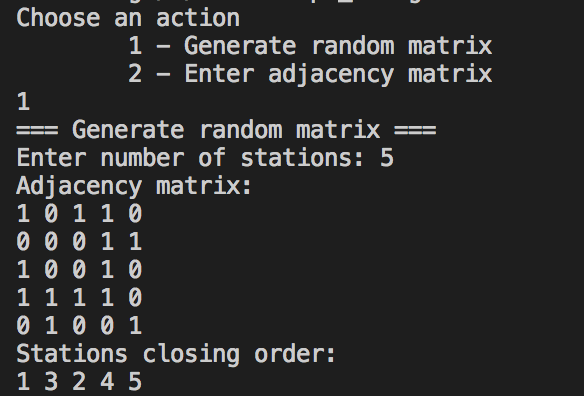 Choose an action
1 – Generate random matrix
2 – Enter adjacency matrix
1
=== Generate random matrix ===
Enter number of stations: 5
Adjacency matrix:
1 0 1 1 0
0 0 0 1 1
1 0 0 1 0
1 1 1 1 0
0 1 0 0 1
Stations closing order:
1 3 2 4 5